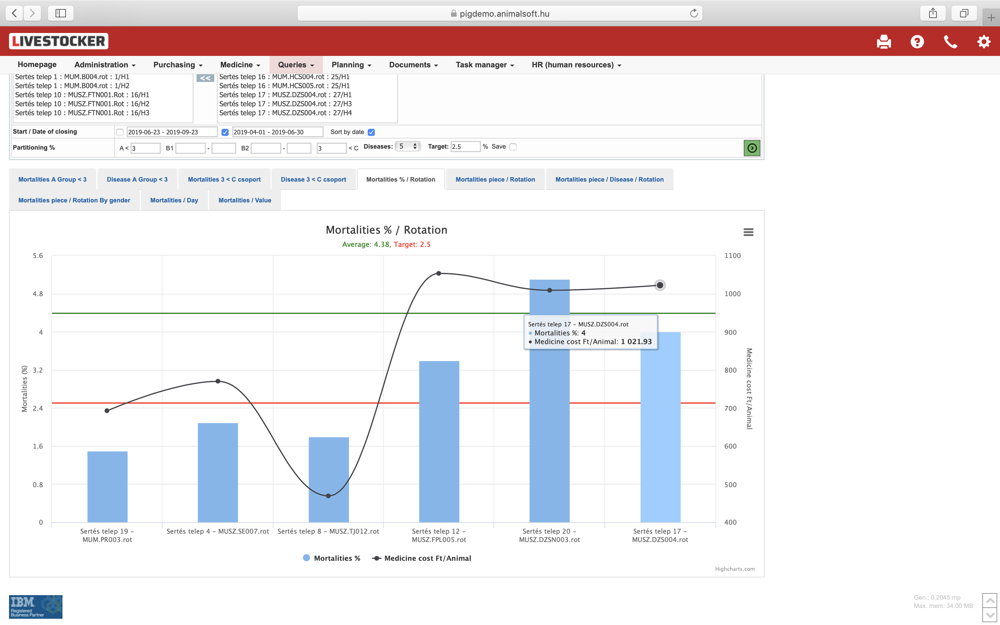 pigdemo.animalsoft.hu
LIVESTOCKER
Homepage Administration Purchasing Medicine Queries Planning Documents Task manager HR (human resources)
Sertés telep 1 : MUM.B004.rot : 1/H1
Sertés telep 1 : MUM.B004.rot : 1/H2
Sertés telep 10 : MUSZ.FTN001.Rot : 16/H1
Sertés telep 10 : MUSZ.FTN001.Rot : 16/H2
Sertés telep 10 : MUSZ.FTN001.Rot : 16/H3
<<
Sertés telep 16 : MUM.HCS004.rot : 25/H1
Sertés telep 16 : MUM.HCS005.rot : 25/H1
Sertés telep 17 : MUSZ.DZS004.rot : 27/H1
Sertés telep 17 : MUSZ.DZS004.rot : 27/H3
Sertés telep 17 : MUSZ.DZS004.rot : 27/H4
Start / Date of closing 2019-06-23 - 2019-09-23 2019-04-01 - 2019-06-30 Sort by date
Partitioning % A < 3 B1 - B2 - 3 < C Diseases: 5 Target: 2.5 % Save
Mortalities A Group < 3 Disease A Group < 3 Mortalities 3 < C csoport Disease 3 < C csoport Mortalities % / Rotation Mortalities piece / Rotation Mortalities piece / Disease / Rotation
Mortalities piece / Rotation By gender Mortalities / Day Mortalities / Value
Mortalities % / Rotation
Average: 4.38, Target: 2.5
Mortalities (%)
5.6
4.8
4
3.2
2.4
1.6
0.8
0
1100
1000
900
800
700
600
500
400
Medicine cost Ft/Animal
Sertés telep 17 – MUSZ.DZS004.rot
● Mortalities %: 4
● Medicine cost Ft/Animal: 1 021.93
Sertés telep 19 –
MUM.PR003.rot
Sertés telep 4 – MUSZ.SE007.rot
Sertés telep 8 – MUSZ.TJ012.rot
Sertés telep 12 –
MUSZ.FPL005.rot
Sertés telep 20 –
MUSZ.DZSN003.rot
Sertés telep 17 –
MUSZ.DZS004.rot
Mortalities % Medicine cost Ft/Animal
Highcharts.com
IBM
Registered
Business Partner
Gen.: 0.2045 mp
Max. mem: 34.00 MB